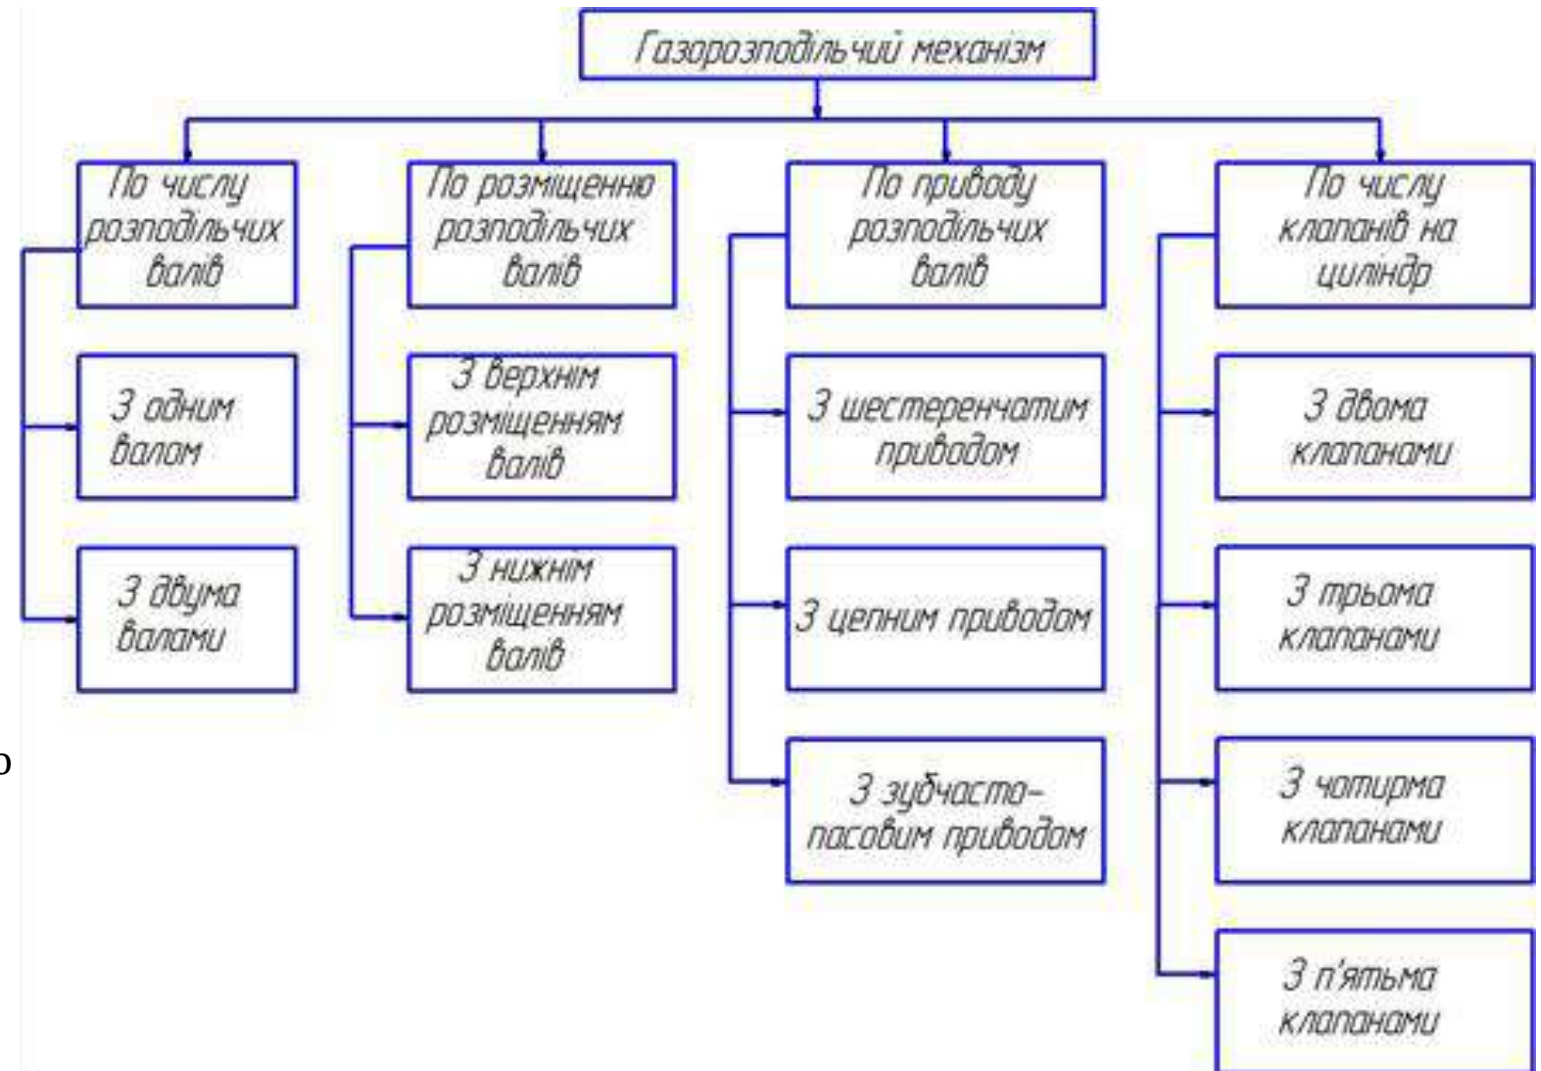 Газорозподільчий механізм
По числу
розподільчих
валів
З одним
валом
З двума
валами
По розміщенню
розподільчих
валів
З верхнім
розміщенням
валів
З нижнім
розміщенням
валів
По приводу
розподільчих
валів
З шестеренчатим
приводом
З цепним приводом
З зубчасто-
пасовим приводом
По числу
клапанів на
циліндр
З двома
клапанами
З трьома
клапанами
З чотирма
клапанами
З п'ятьма
клапанами